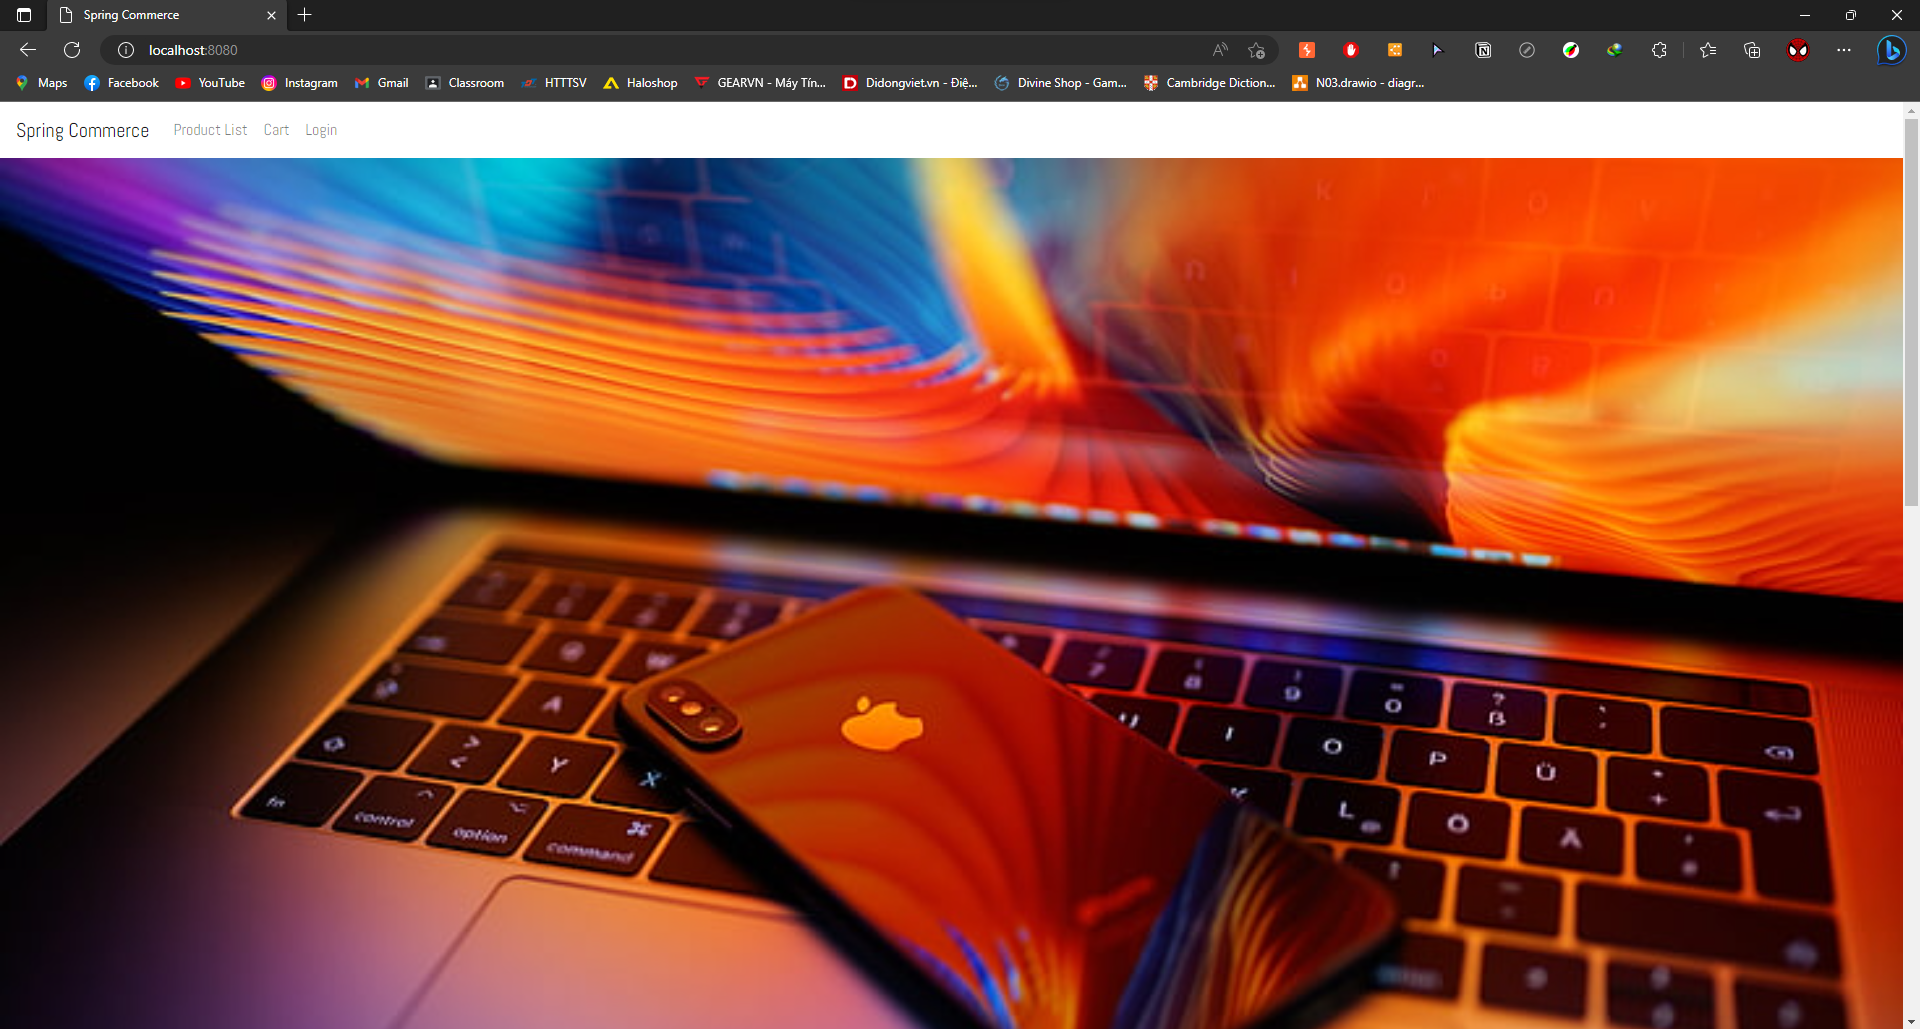 Spring Commerce
localhost:8080
Maps Facebook YouTube Instagram Gmail Classroom HTTTSV Haloshop GEARVN - Máy Tín... Didongviet.vn - Điệ... Divine Shop - Gam... Cambridge Diction... N03.drawio - diagr...
Spring Commerce Product List Cart Login
7 8 9 0 ? ß
@ W
A U I O P Ü * +
> < Y X L Ö Ä
fn control option command